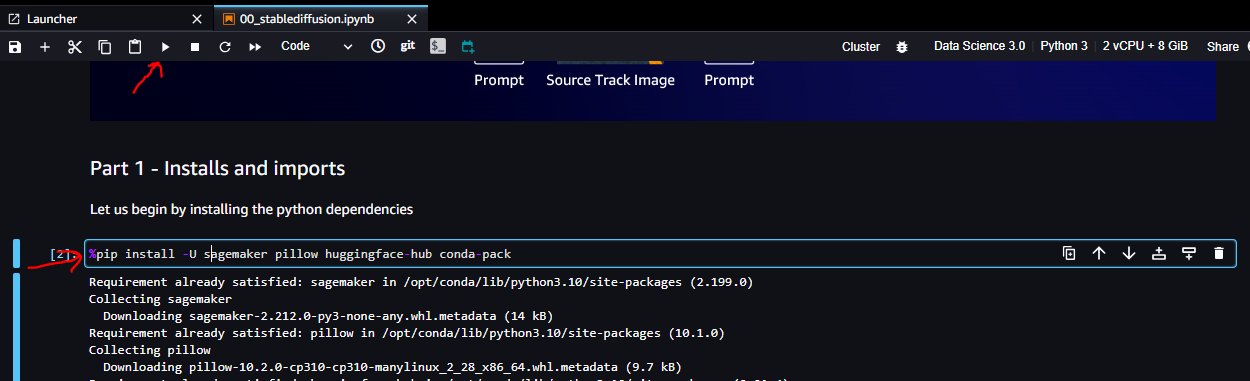 Launcher
00_stablediffusion.ipynb
Code git Cluster Data Science 3.0 Python 3 2 vCPU + 8 GiB Share
Prompt Source Track Image Prompt
Part 1 - Installs and imports
Let us begin by installing the python dependencies
[2]: %pip install -U sagemaker pillow huggingface-hub conda-pack
Requirement already satisfied: sagemaker in /opt/conda/lib/python3.10/site-packages (2.199.0)
Collecting sagemaker
Downloading sagemaker-2.212.0-py3-none-any.whl.metadata (14 kB)
Requirement already satisfied: pillow in /opt/conda/lib/python3.10/site-packages (10.1.0)
Collecting pillow
Downloading pillow-10.2.0-cp310-cp310-manylinux_2_28_x86_64.whl.metadata (9.7 kB)